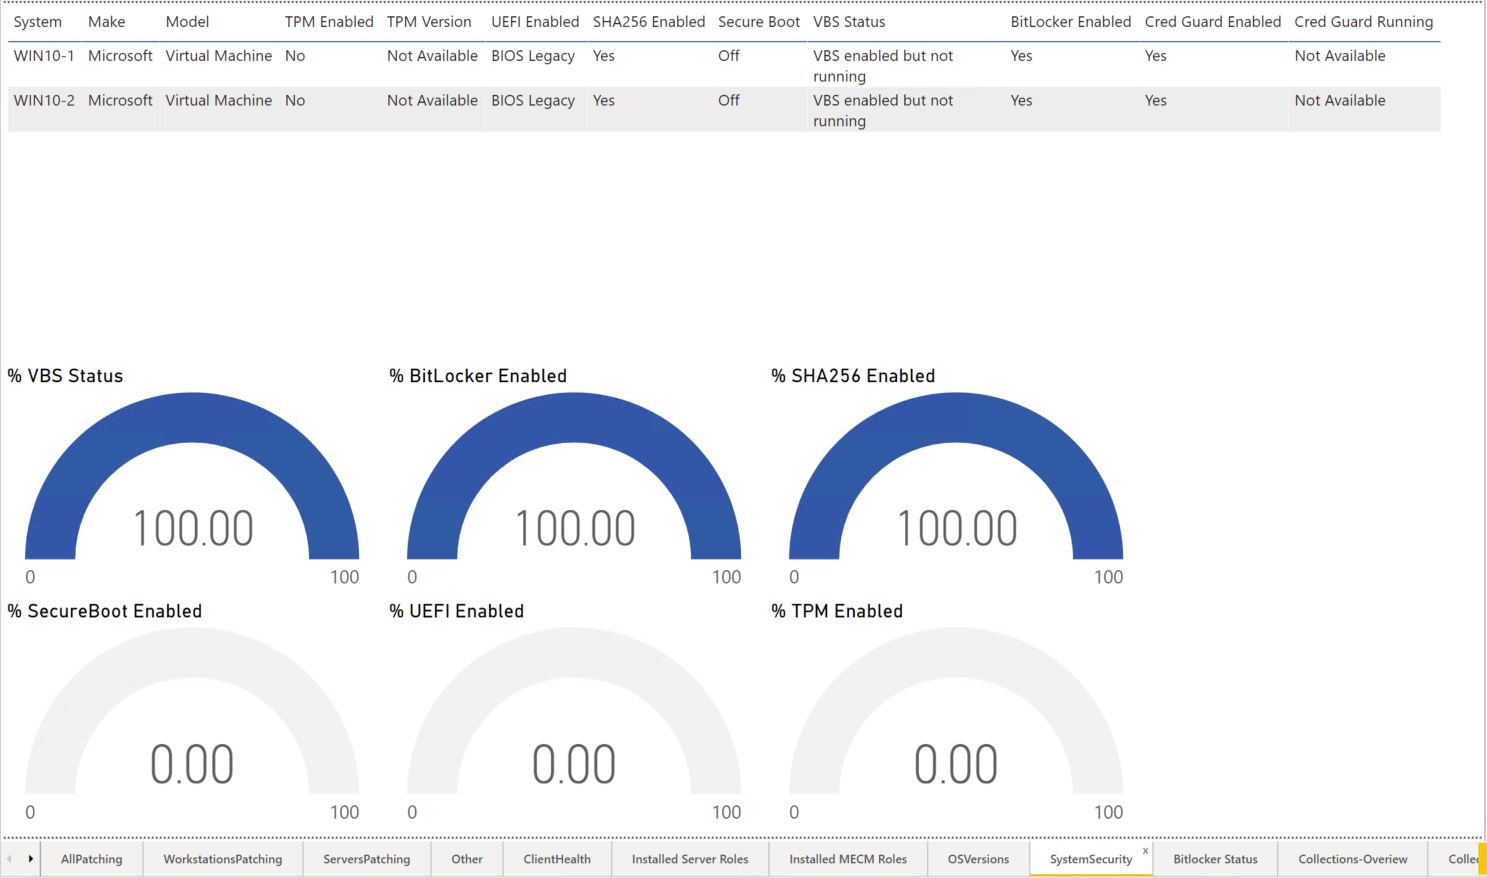 System Make Model TPM Enabled TPM Version UEFI Enabled SHA256 Enabled Secure Boot VBS Status BitLocker Enabled Cred Guard Enabled Cred Guard Running
WIN10-1 Microsoft Virtual Machine No Not Available BIOS Legacy Yes Off VBS enabled but not Yes Yes Not Available
running
WIN10-2 Microsoft Virtual Machine No Not Available BIOS Legacy Yes Off VBS enabled but not Yes Yes Not Available
running
% VBS Status % BitLocker Enabled % SHA256 Enabled
100.00 100.00 100.00
0 100 0 100 0 100
% SecureBoot Enabled % UEFI Enabled % TPM Enabled
0.00 0.00 0.00
0 100 0 100 0 100
AllPatching WorkstationsPatching ServersPatching Other ClientHealth Installed Server Roles Installed MECM Roles OSVersions SystemSecurity x Bitlocker Status Collections-Overiew Collec